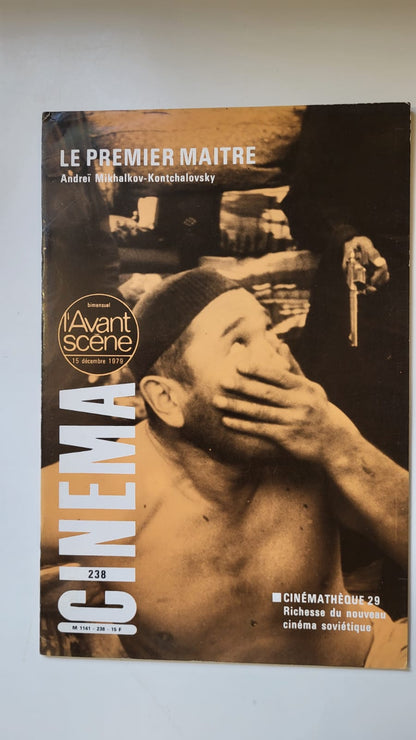 LE PREMIER MAITRE
Andreï Mikhalkov-Kontchalovsky
bimensuel
l'Avant
scène
15 décembre 1979
CINEMA
238
M 1141 - 238 - 15 F
CINÉMATHÈQUE 29
Richesse du nouveau
cinéma soviétique